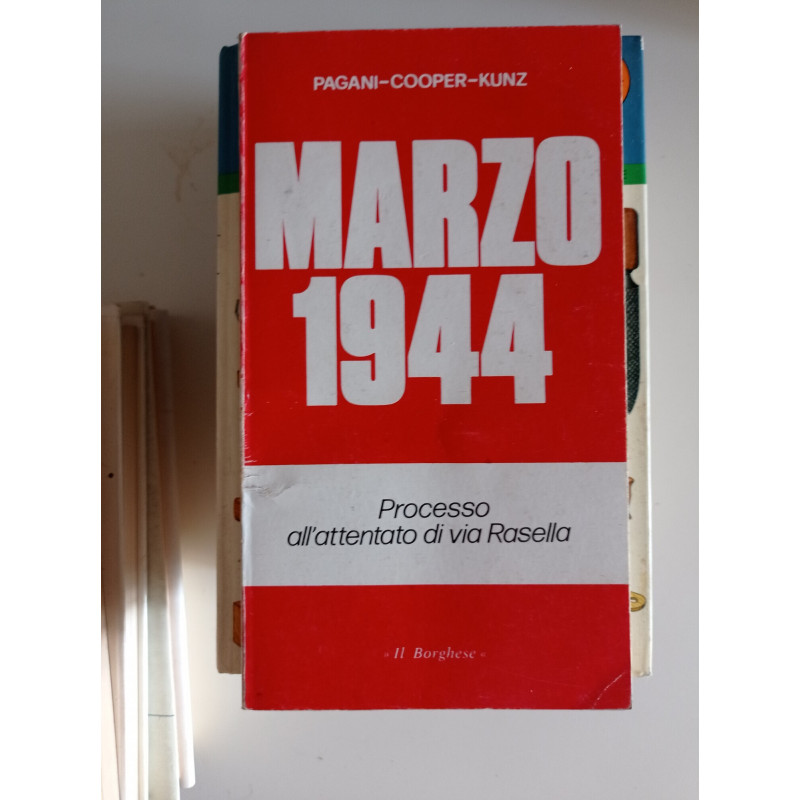 PAGANI-COOPER-KUNZ
MARZO
1944
Processo
all'attentato di via Rasella
« Il Borghese »